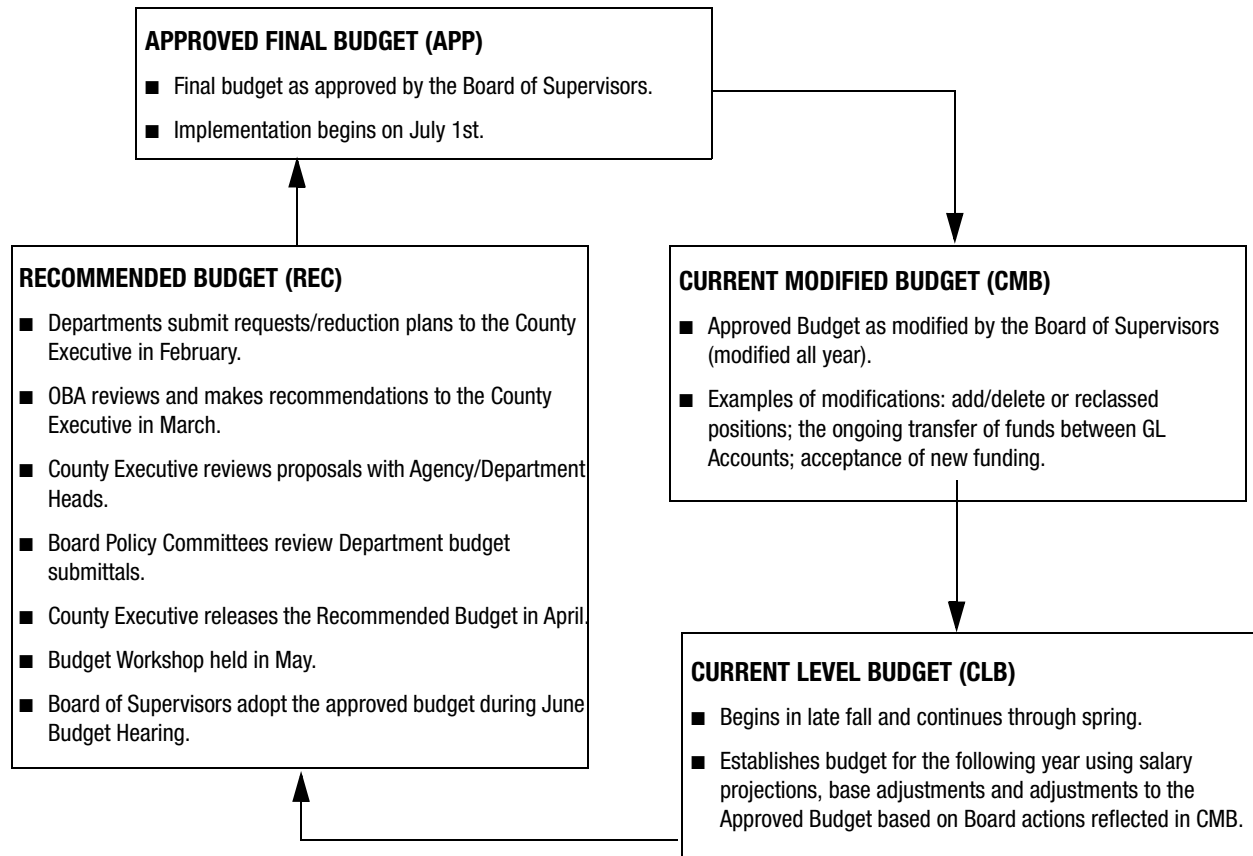 APPROVED FINAL BUDGET (APP)
■ Final budget as approved by the Board of Supervisors.
■ Implementation begins on July 1st.
RECOMMENDED BUDGET (REC)
■ Departments submit requests/reduction plans to the County
Executive in February.
■ OBA reviews and makes recommendations to the County
Executive in March.
■ County Executive reviews proposals with Agency/Department
Heads.
■ Board Policy Committees review Department budget
submittals.
■ County Executive releases the Recommended Budget in April.
■ Budget Workshop held in May.
■ Board of Supervisors adopt the approved budget during June
Budget Hearing.
CURRENT MODIFIED BUDGET (CMB)
■ Approved Budget as modified by the Board of Supervisors
(modified all year).
■ Examples of modifications: add/delete or reclassed
positions; the ongoing transfer of funds between GL
Accounts; acceptance of new funding.
CURRENT LEVEL BUDGET (CLB)
■ Begins in late fall and continues through spring.
■ Establishes budget for the following year using salary
projections, base adjustments and adjustments to the
Approved Budget based on Board actions reflected in CMB.